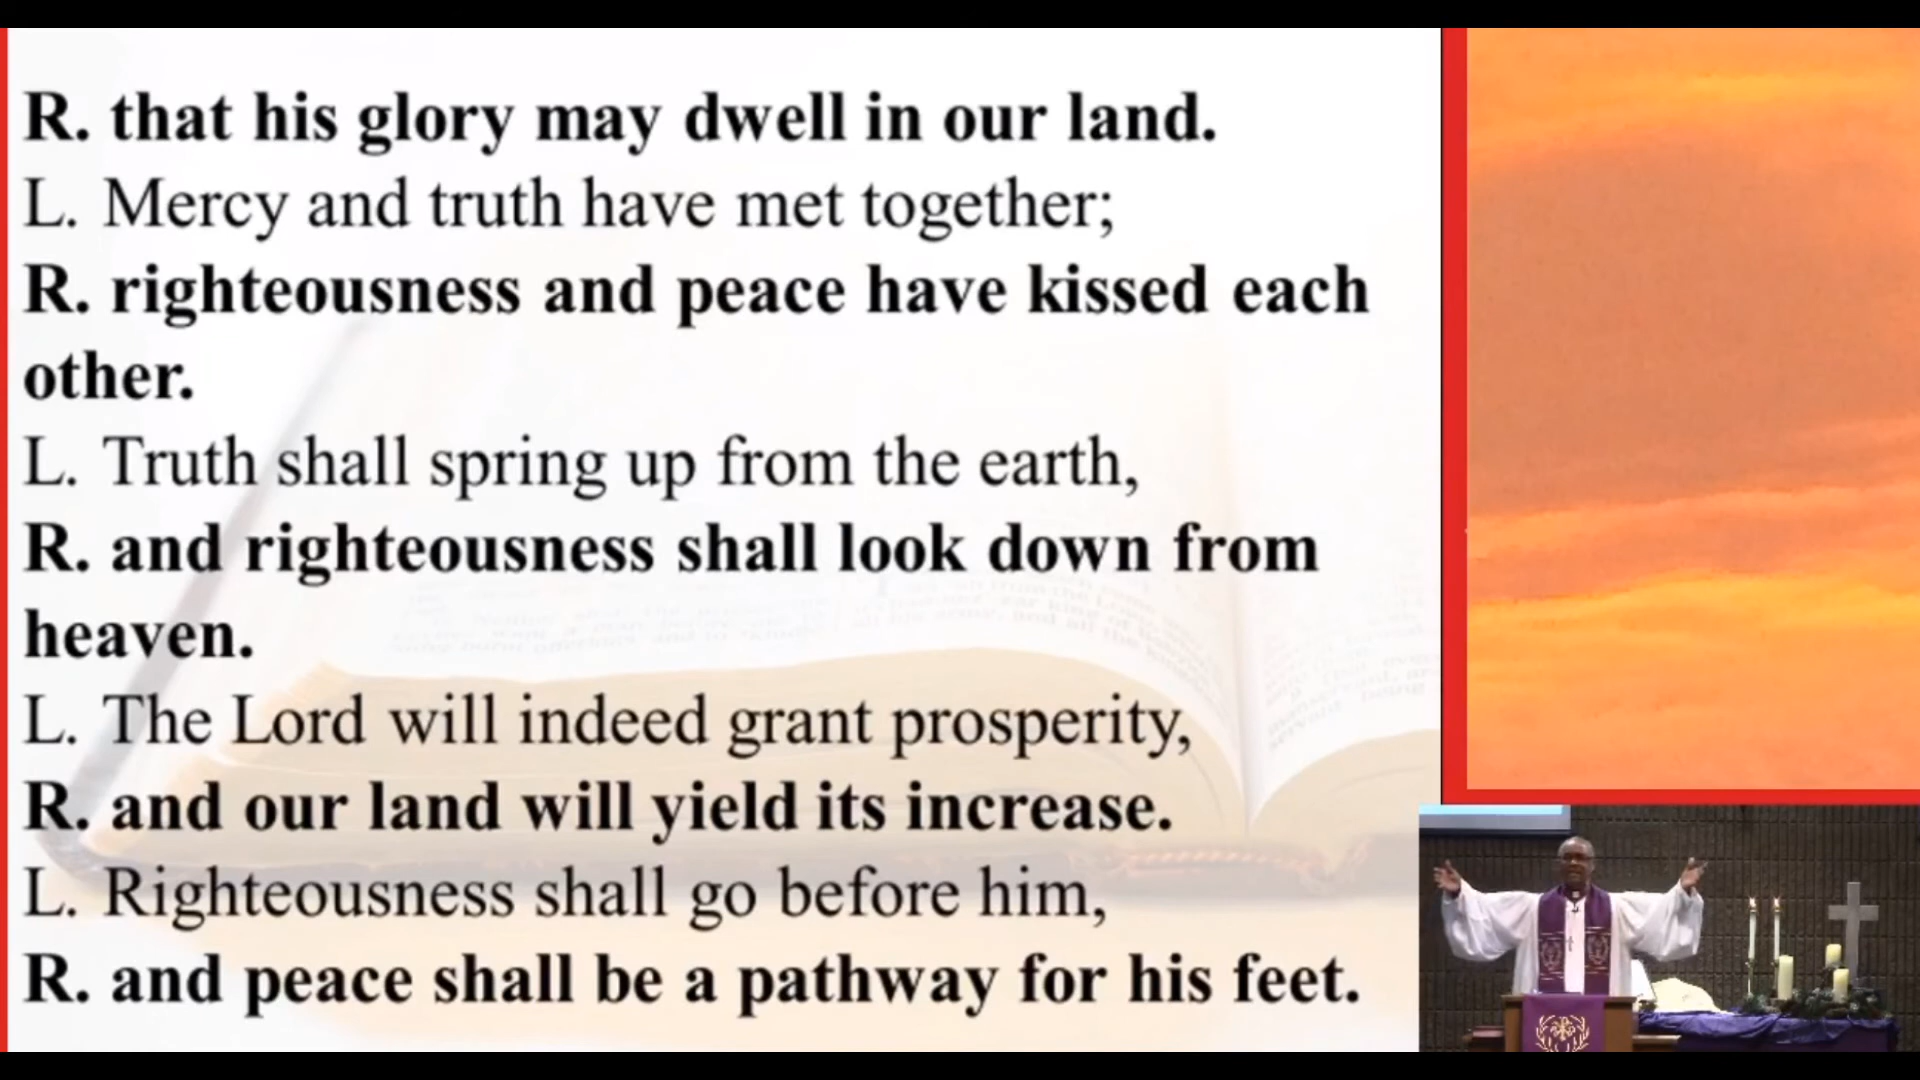 R. that his glory may dwell in our land.
L. Mercy and truth have met together;
R. righteousness and peace have kissed each
other.
L. Truth shall spring up from the earth,
R. and righteousness shall look down from
heaven.
L. The Lord will indeed grant prosperity,
R. and our land will yield its increase.
L. Righteousness shall go before him,
R. and peace shall be a pathway for his feet.